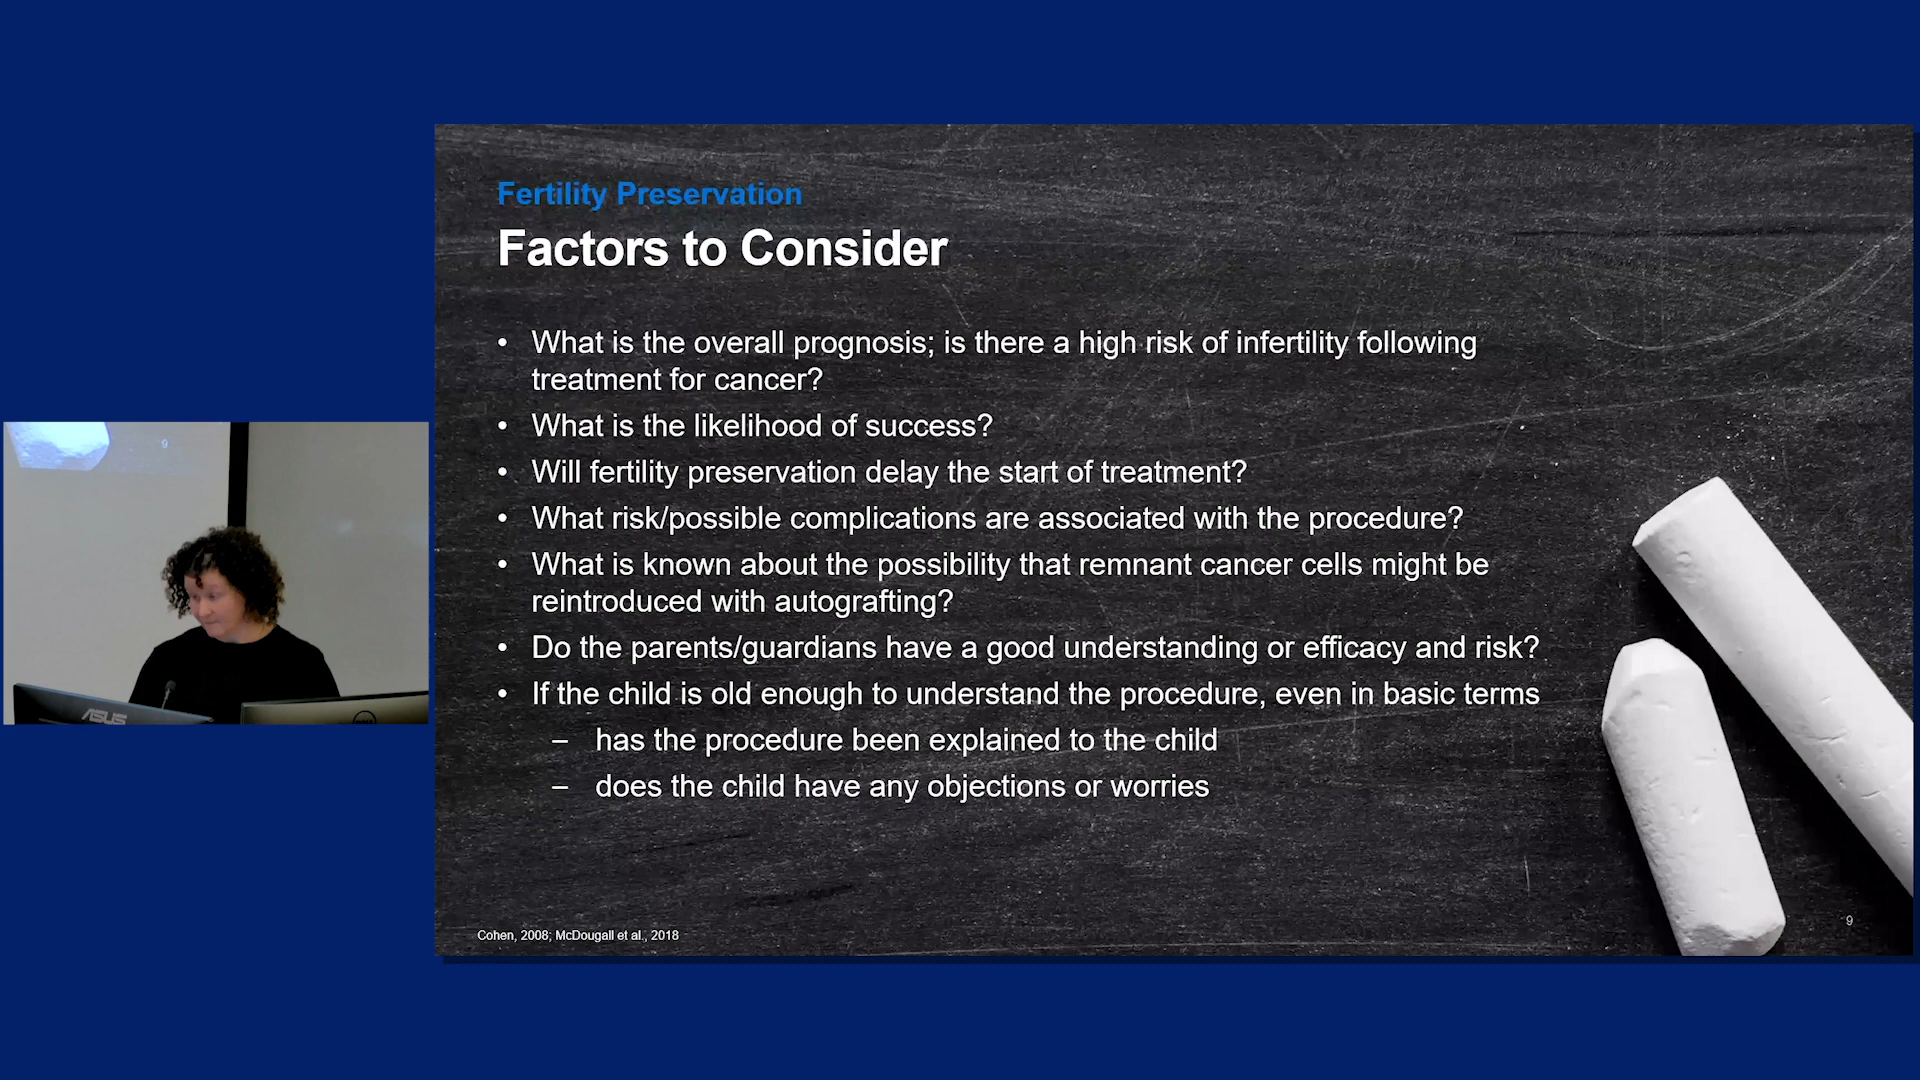 Fertility Preservation
Factors to Consider
• What is the overall prognosis; is there a high risk of infertility following
treatment for cancer?
• What is the likelihood of success?
• Will fertility preservation delay the start of treatment?
• What risk/possible complications are associated with the procedure?
• What is known about the possibility that remnant cancer cells might be
reintroduced with autografting?
• Do the parents/guardians have a good understanding or efficacy and risk?
• If the child is old enough to understand the procedure, even in basic terms
– has the procedure been explained to the child
– does the child have any objections or worries
Cohen, 2008; McDougall et al., 2018
9
9
ASUS
DELL